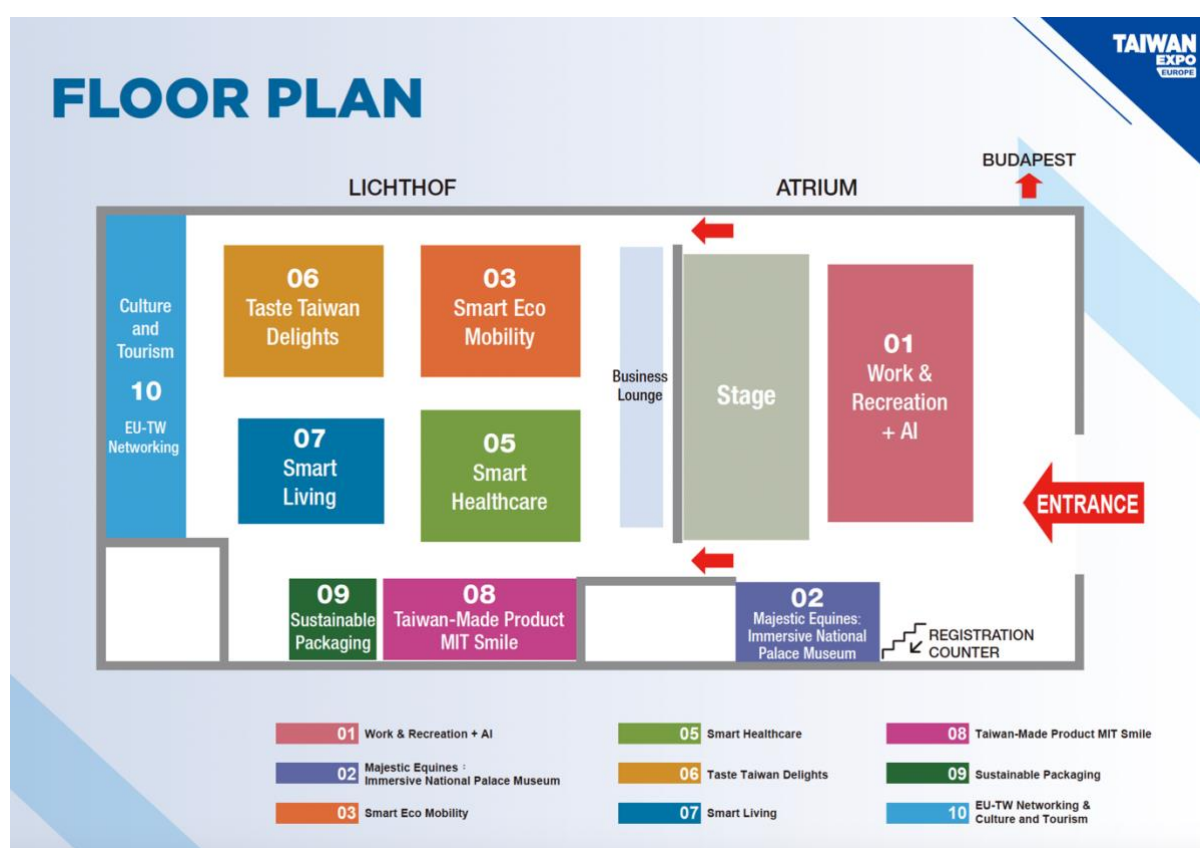 TAIWAN
EXPO
EUROPE
FLOOR PLAN
LICHTHOF
ATRIUM
BUDAPEST
Culture
and
Tourism
10
EU-TW
Networking
06
Taste Taiwan
Delights
03
Smart Eco
Mobility
07
Smart
Living
05
Smart
Healthcare
Business
Lounge
Stage
01
Work &
Recreation
+ AI
ENTRANCE
09
Sustainable
Packaging
08
Taiwan-Made Product
MIT Smile
02
Majestic Equines:
Immersive National
Palace Museum
REGISTRATION
COUNTER
01 Work & Recreation + AI
02 Majestic Equines：
Immersive National Palace Museum
03 Smart Eco Mobility
05 Smart Healthcare
06 Taste Taiwan Delights
07 Smart Living
08 Taiwan-Made Product MIT Smile
09 Sustainable Packaging
10 EU-TW Networking &
Culture and Tourism